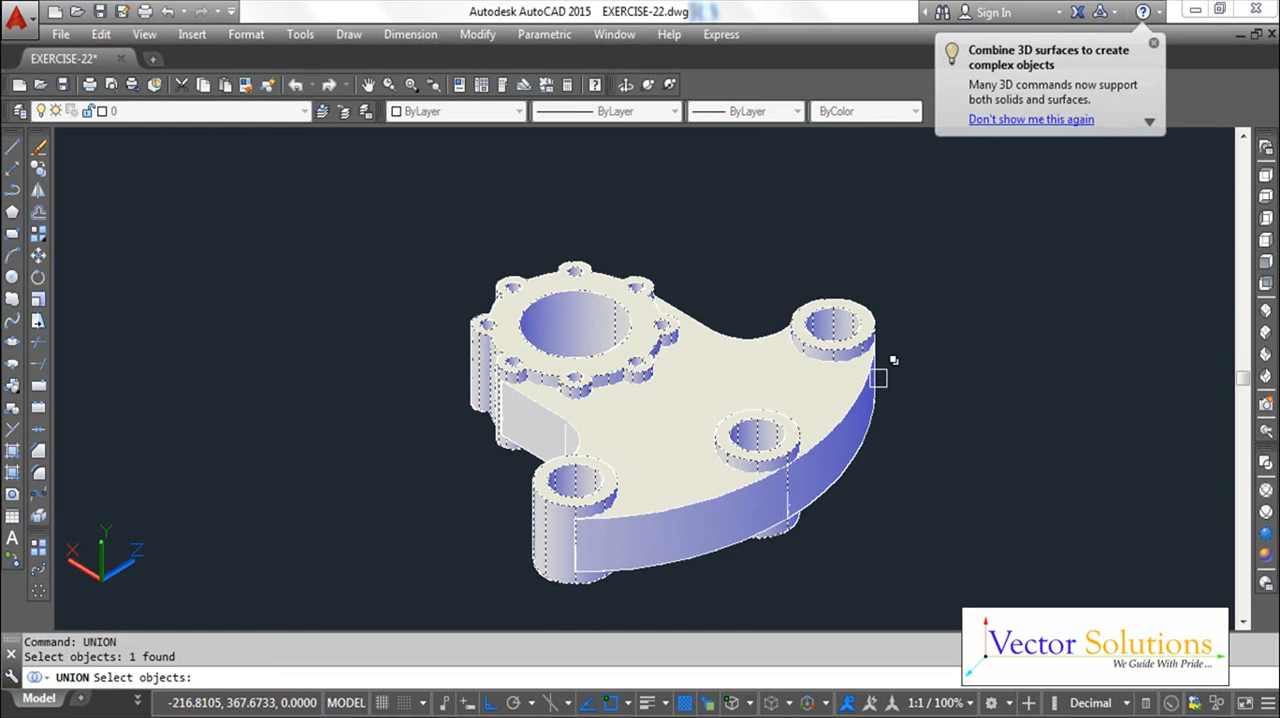 Autodesk AutoCAD 2015 EXERCISE-22.dwg
Sign In
File Edit View Insert Format Tools Draw Dimension Modify Parametric Window Help Express
EXERCISE-22*
Combine 3D surfaces to create
complex objects
Many 3D commands now support
both solids and surfaces.
Don't show me this again
0
ByLayer
ByLayer
ByLayer
ByColor
A
X
Y
Z
Vector Solutions
We Guide With Pride...
Command: UNION
Select objects: 1 found
UNION Select objects:
Model
-216.8105, 367.6733, 0.0000 MODEL
1:1 / 100%
Decimal